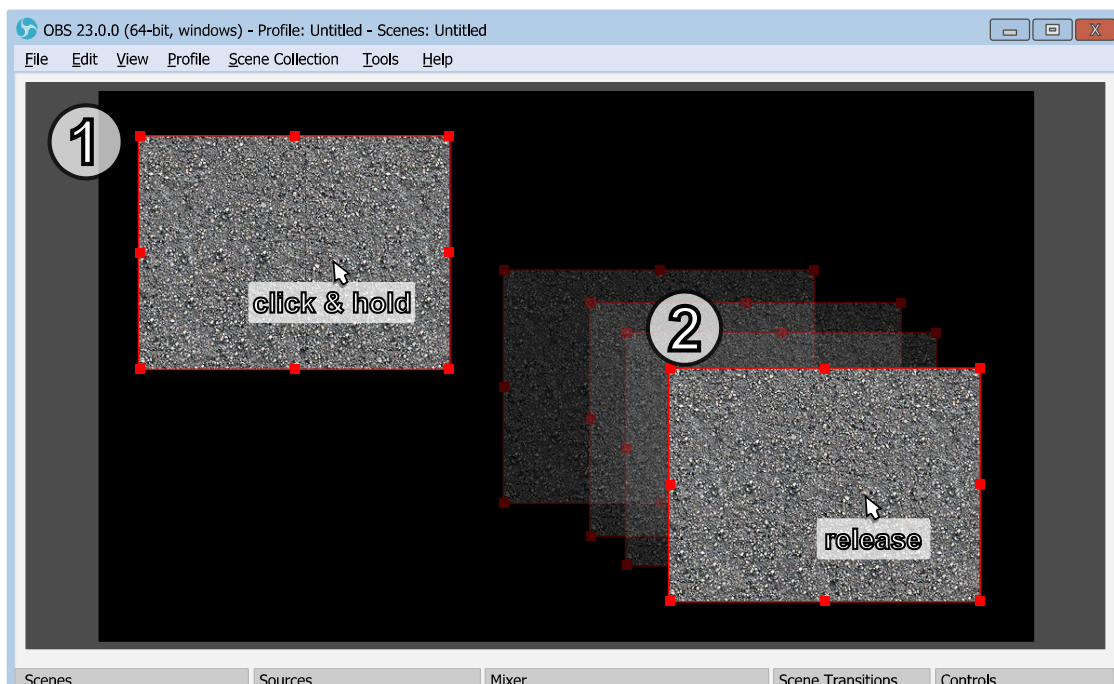 OBS 23.0.0 (64-bit, windows) - Profile: Untitled - Scenes: Untitled
File Edit View Profile Scene Collection Tools Help
1
click & hold
2
release
Scenes Sources Mixer Scene Transitions Controls